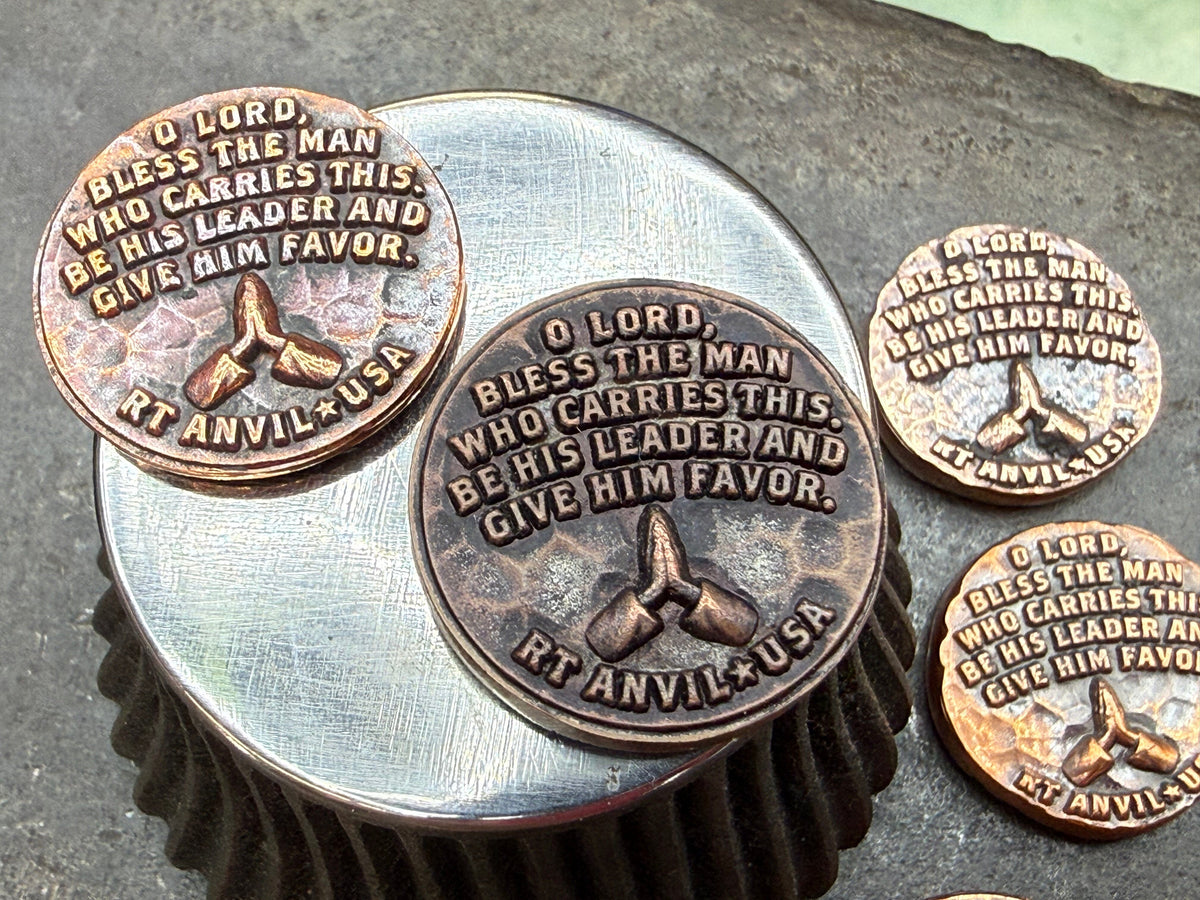 O LORD,
BLESS THE MAN
WHO CARRIES THIS.
BE HIS LEADER AND
GIVE HIM FAVOR.
RT ANVIL★USA
O LORD,
BLESS THE MAN
WHO CARRIES THIS.
BE HIS LEADER AND
GIVE HIM FAVOR.
RT ANVIL★USA
O LORD,
BLESS THE MAN
WHO CARRIES THIS.
BE HIS LEADER AND
GIVE HIM FAVOR.
RT ANVIL★USA
O LORD,
BLESS THE MAN
WHO CARRIES THI
BE HIS LEADER AN
GIVE HIM FAVO
RT ANVIL★U